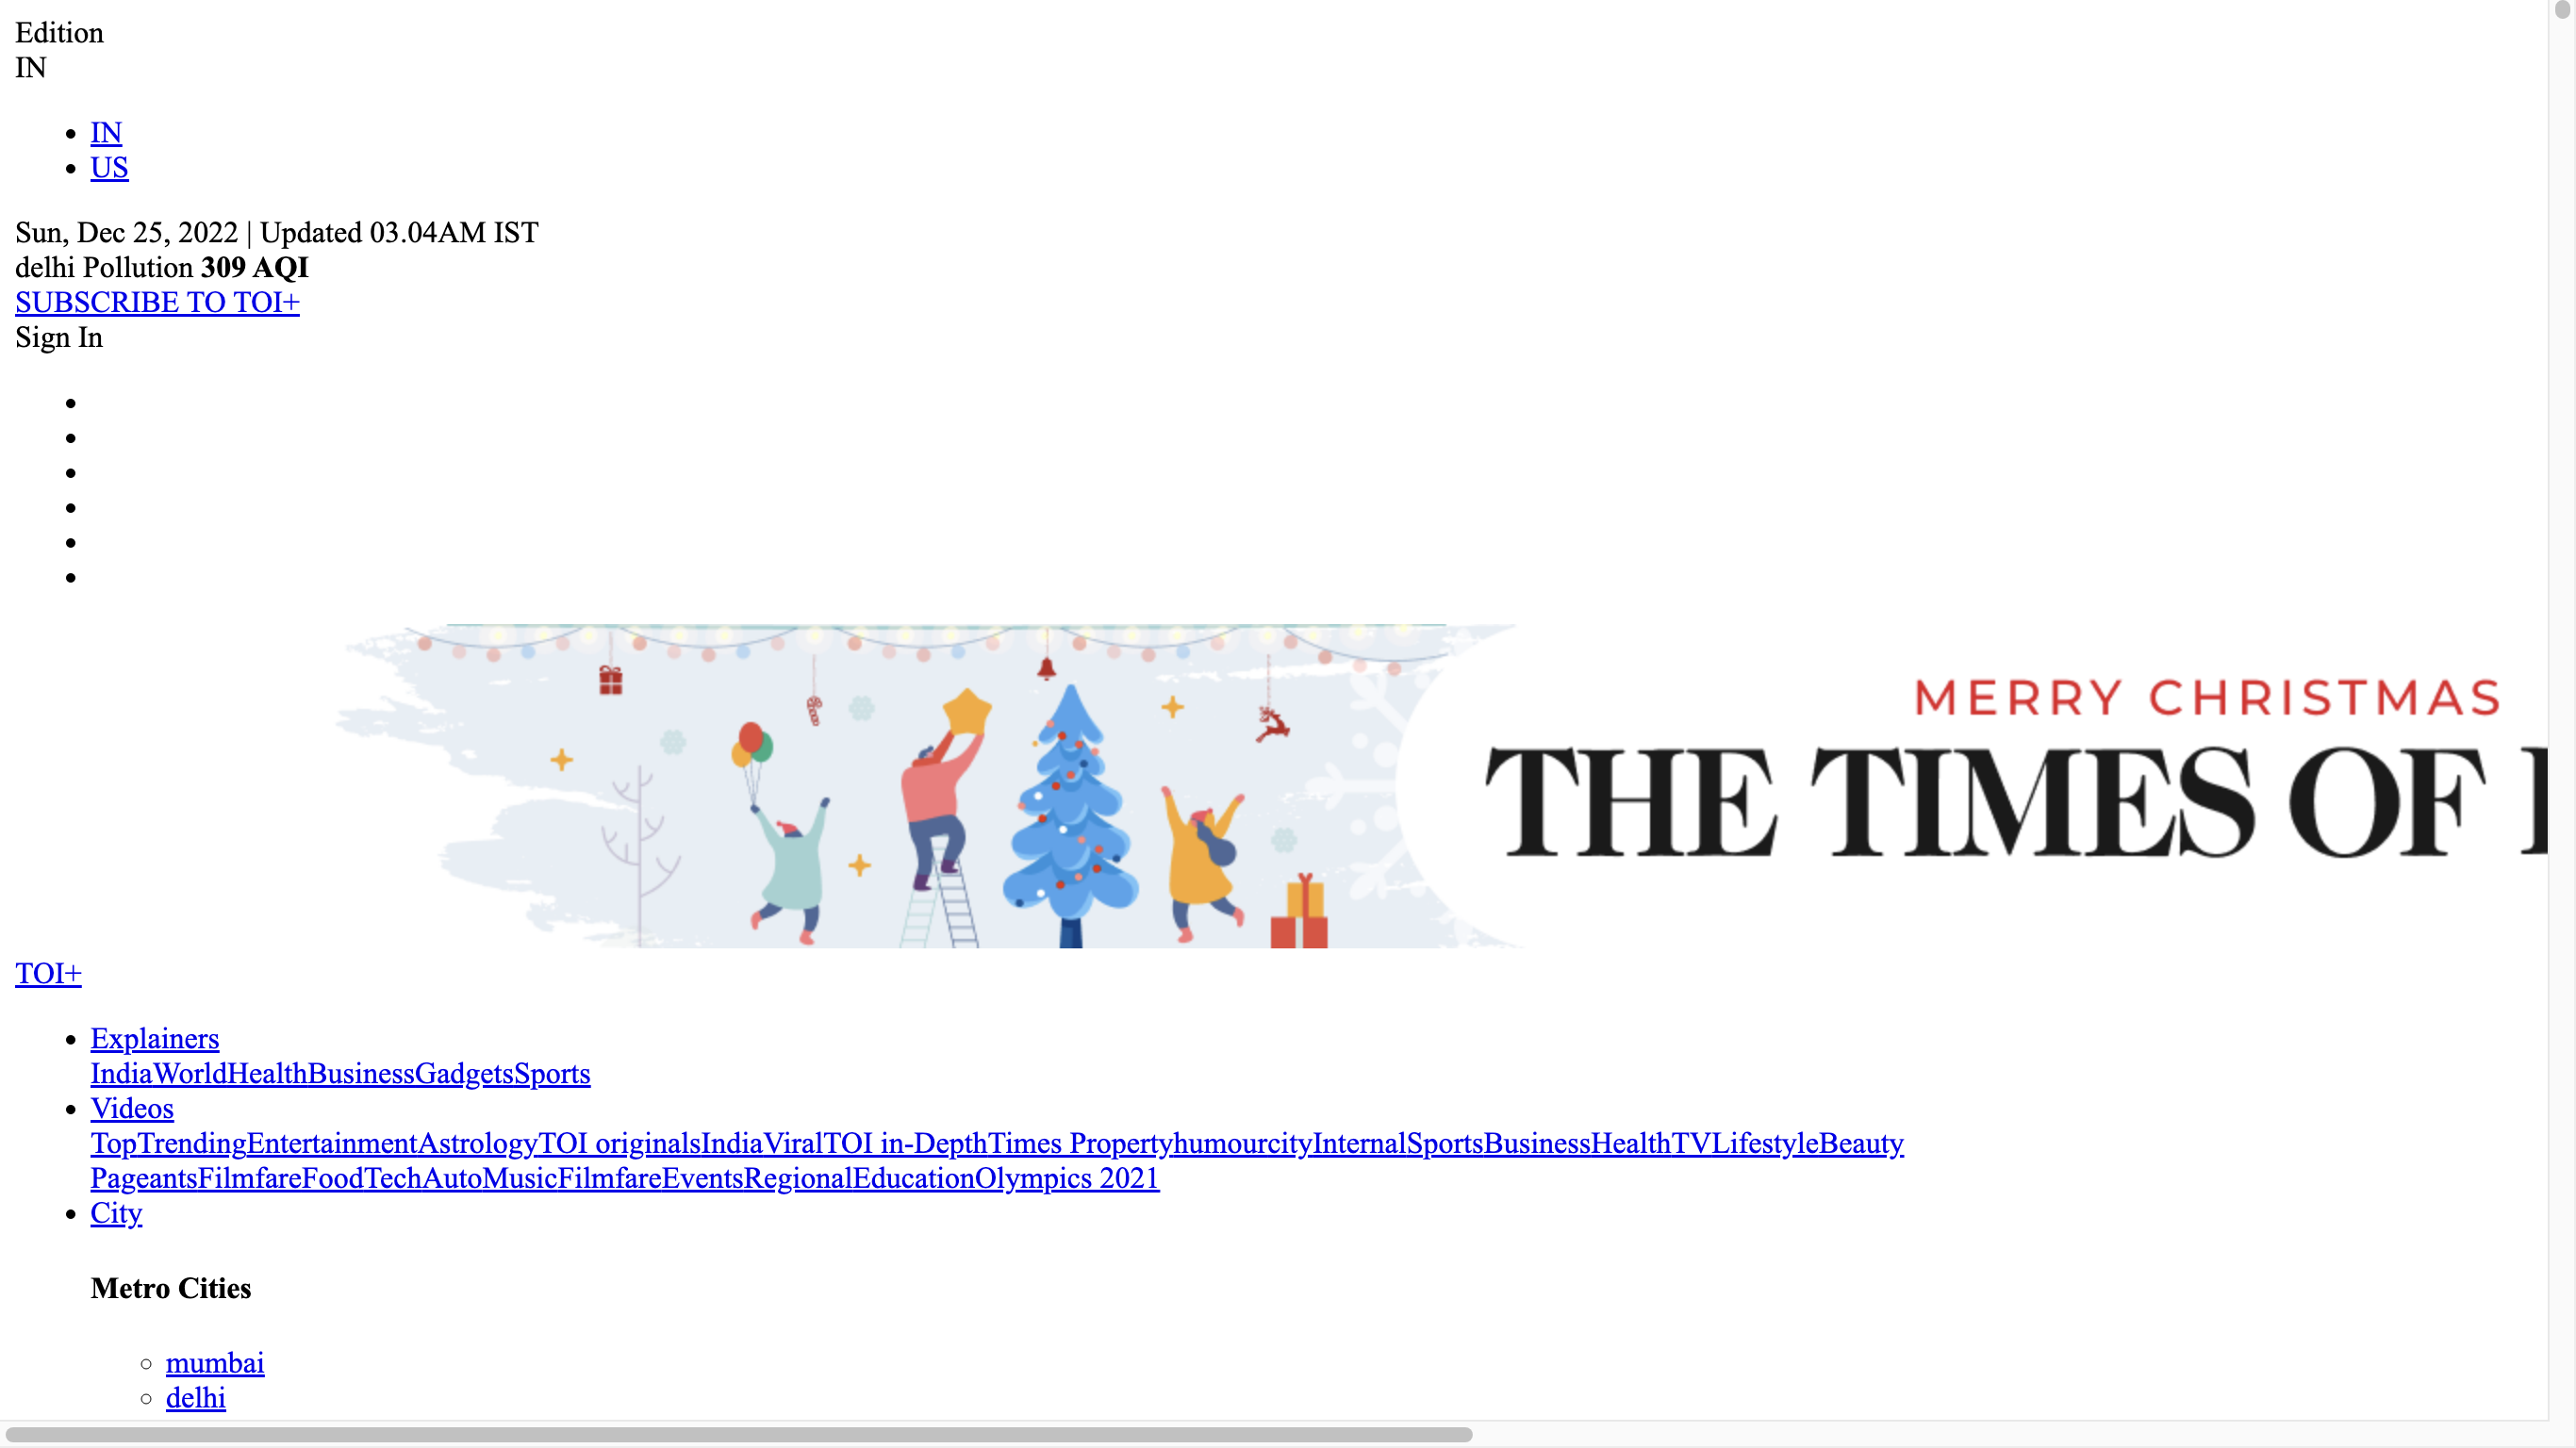 Edition
IN
IN
US
Sun, Dec 25, 2022 | Updated 03.04AM IST
delhi Pollution 309 AQI
SUBSCRIBE TO TOI+
Sign In
MERRY CHRISTMAS
THE TIMES OF
TOI+
Explainers
IndiaWorldHealthBusinessGadgetsSports
Videos
TopTrendingEntertainmentAstrologyTOI originalsIndiaViralTOI in-DepthTimes PropertyhumourcityInternalSportsBusinessHealthTVLifestyleBeauty
PageantsFilmfareFoodTechAutoMusicFilmfareEventsRegionalEducationOlympics 2021
City
Metro Cities
mumbai
delhi